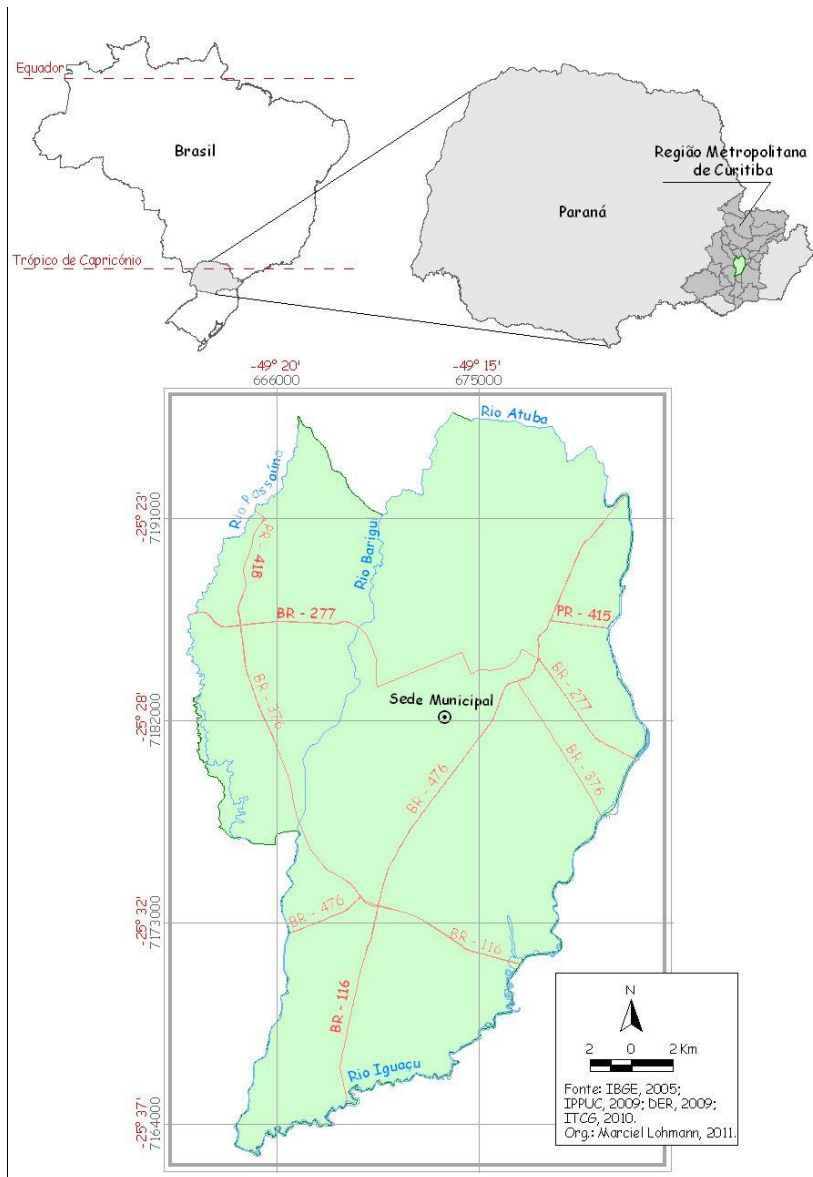 Equador
Brasil
Trópico de Capricónio
Região Metropolitana
de Curitiba
Paraná
-49° 20'
666000
-49° 15'
675000
Rio Atuba
Rio Passaúna
-25° 23'
7191000
PR - 418
Rio Barigui
BR - 277
PR - 415
BR - 376
Sede Municipal
BR - 277
-25° 28'
7182000
BR - 476
BR - 376
-25° 32'
7173000
BR - 476
BR - 116
BR - 116
Rio Iguaçu
-25° 37'
7164000
N
2 0 2 Km
Fonte: IBGE, 2005;
IPPUC, 2009; DER, 2009;
ITCG, 2010.
Org.: Marciel Lohmann, 2011.